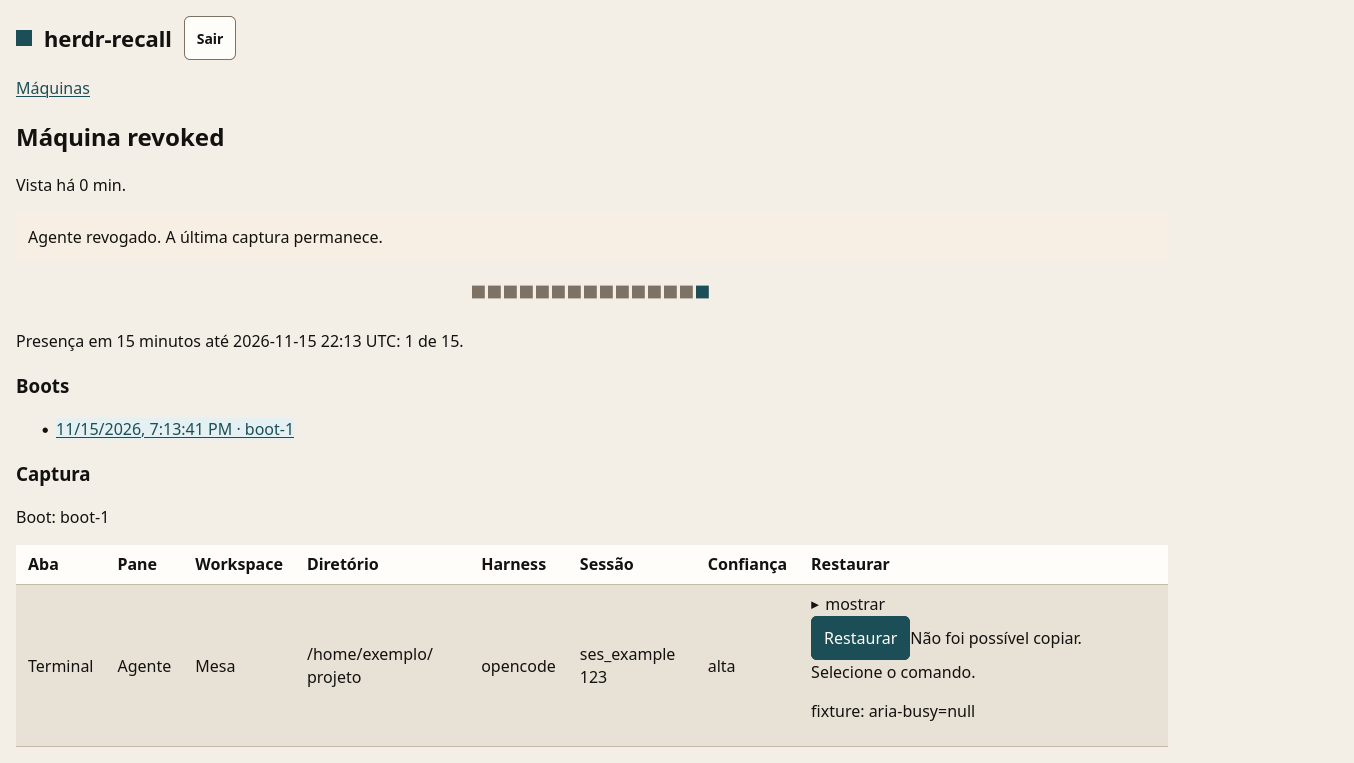 herdr-recall
Sair
Máquinas
Máquina revoked
Vista há 0 min.
Agente revogado. A última captura permanece.
Presença em 15 minutos até 2026-11-15 22:13 UTC: 1 de 15.
Boots
• 11/15/2026, 7:13:41 PM · boot-1
Captura
Boot: boot-1
Aba Pane Workspace Diretório Harness Sessão Confiança Restaurar
Terminal Agente Mesa /home/exemplo/
projeto opencode ses_example
123 alta ▸ mostrar
Restaurar Não foi possível copiar.
Selecione o comando.
fixture: aria-busy=null